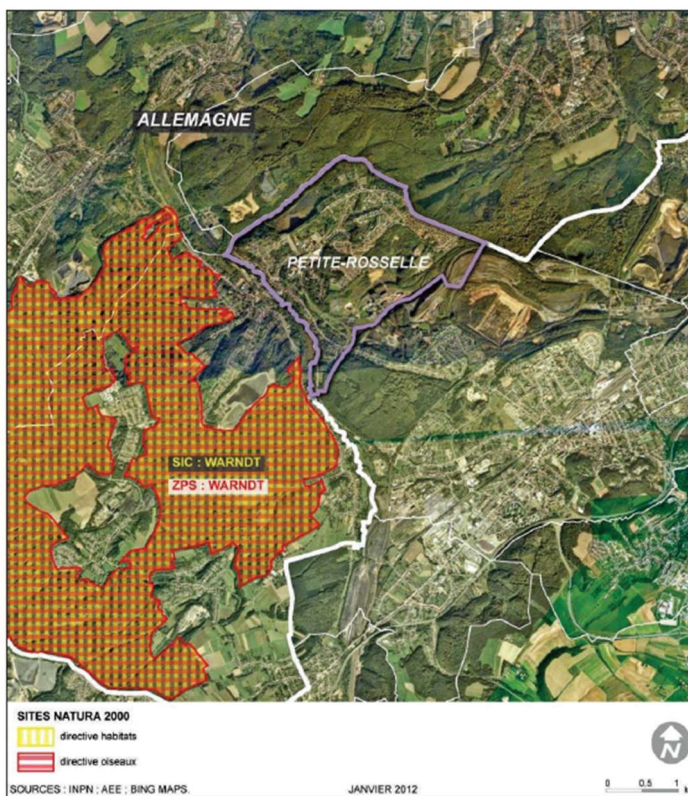 ALLEMAGNE
PETITE-ROSSELLE
SIC : WARNDT
ZPS : WARNDT
SITES NATURA 2000
directive habitats
directive oiseaux
N
SOURCES : INPN ; AEE ; BING MAPS.
JANVIER 2012
0 0,5 1